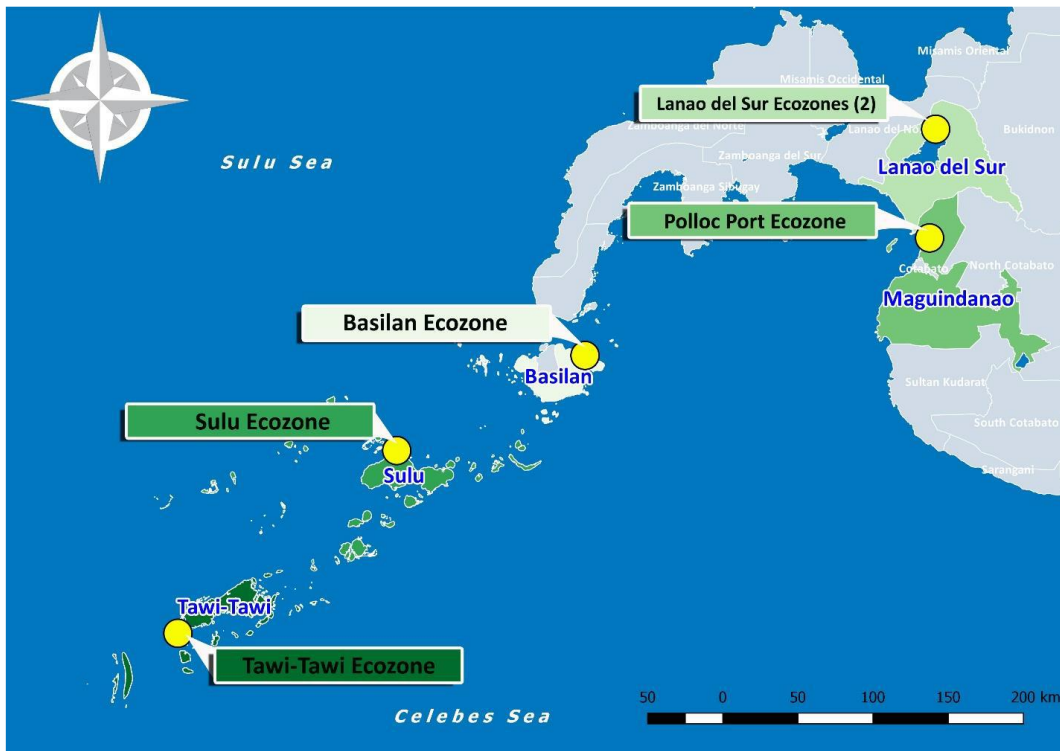 Misamis Oriental
Misamis Occidental
Lanao del Sur Ecozones (2)
Bukidnon
Zamboanga del Norte
Lanao del No
Sulu Sea
Zamboanga del Sur
Lanao del Sur
Zamboanga Sibugay
Polloc Port Ecozone
Cotabato
North Cotabato
Maguindanao
Basilan Ecozone
Basilan
Sultan Kudarat
Sulu Ecozone
South Cotabato
Sulu
Sarangani
Tawi-Tawi
Tawi-Tawi Ecozone
50 0 50 100 150 200 km
Celebes Sea